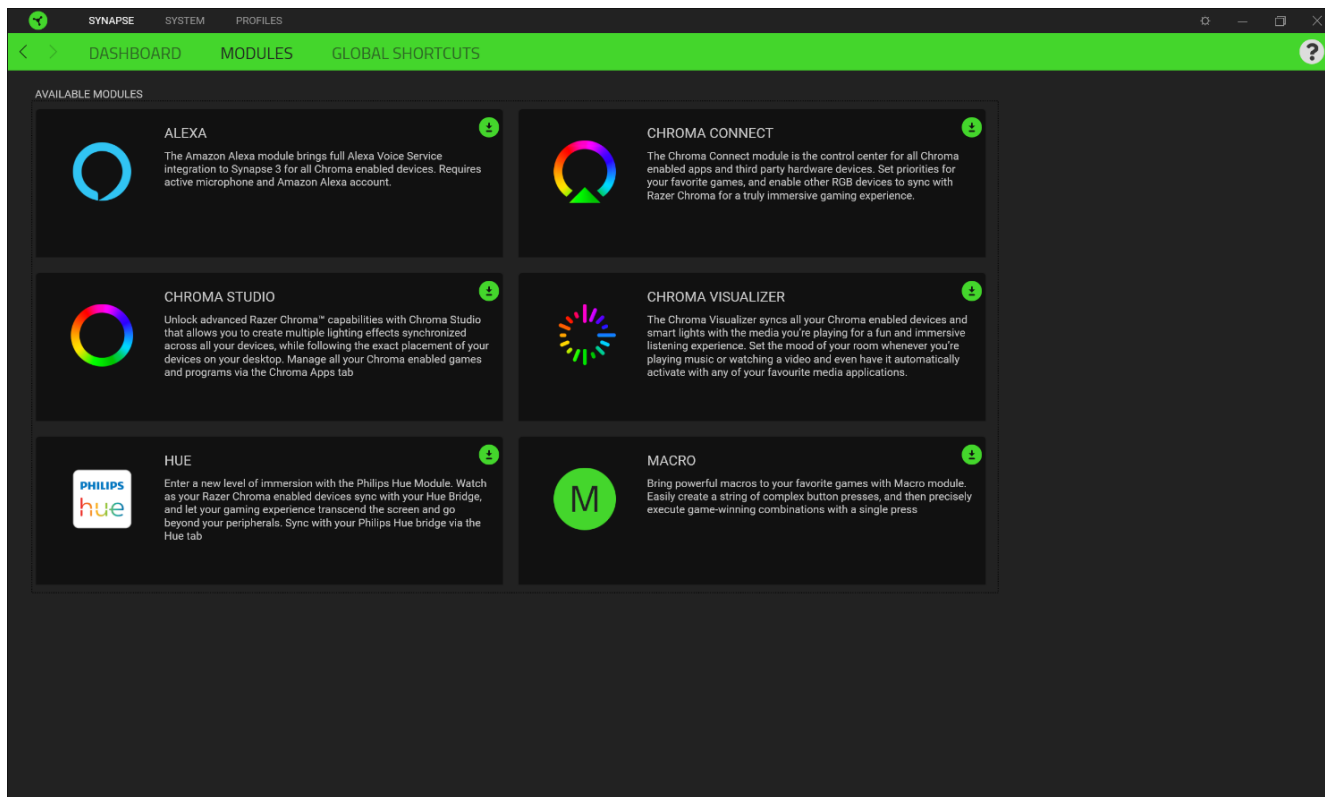 SYNAPSE SYSTEM PROFILES
DASHBOARD MODULES GLOBAL SHORTCUTS
?
AVAILABLE MODULES
ALEXA
The Amazon Alexa module brings full Alexa Voice Service
integration to Synapse 3 for all Chroma enabled devices. Requires
active microphone and Amazon Alexa account.
CHROMA CONNECT
The Chroma Connect module is the control center for all Chroma
enabled apps and third party hardware devices. Set priorities for
your favorite games, and enable other RGB devices to sync with
Razer Chroma for a truly immersive gaming experience.
CHROMA STUDIO
Unlock advanced Razer Chroma™ capabilities with Chroma Studio
that allows you to create multiple lighting effects synchronized
across all your devices, while following the exact placement of your
devices on your desktop. Manage all your Chroma enabled games
and programs via the Chroma Apps tab
CHROMA VISUALIZER
The Chroma Visualizer syncs all your Chroma enabled devices and
smart lights with the media you're playing for a fun and immersive
listening experience. Set the mood of your room whenever you're
playing music or watching a video and even have it automatically
activate with any of your favourite media applications.
PHILIPS
hue
HUE
Enter a new level of immersion with the Philips Hue Module. Watch
as your Razer Chroma enabled devices sync with your Hue Bridge,
and let your gaming experience transcend the screen and go
beyond your peripherals. Sync with your Philips Hue bridge via the
Hue tab
M
MACRO
Bring powerful macros to your favorite games with Macro module.
Easily create a string of complex button presses, and then precisely
execute game-winning combinations with a single press